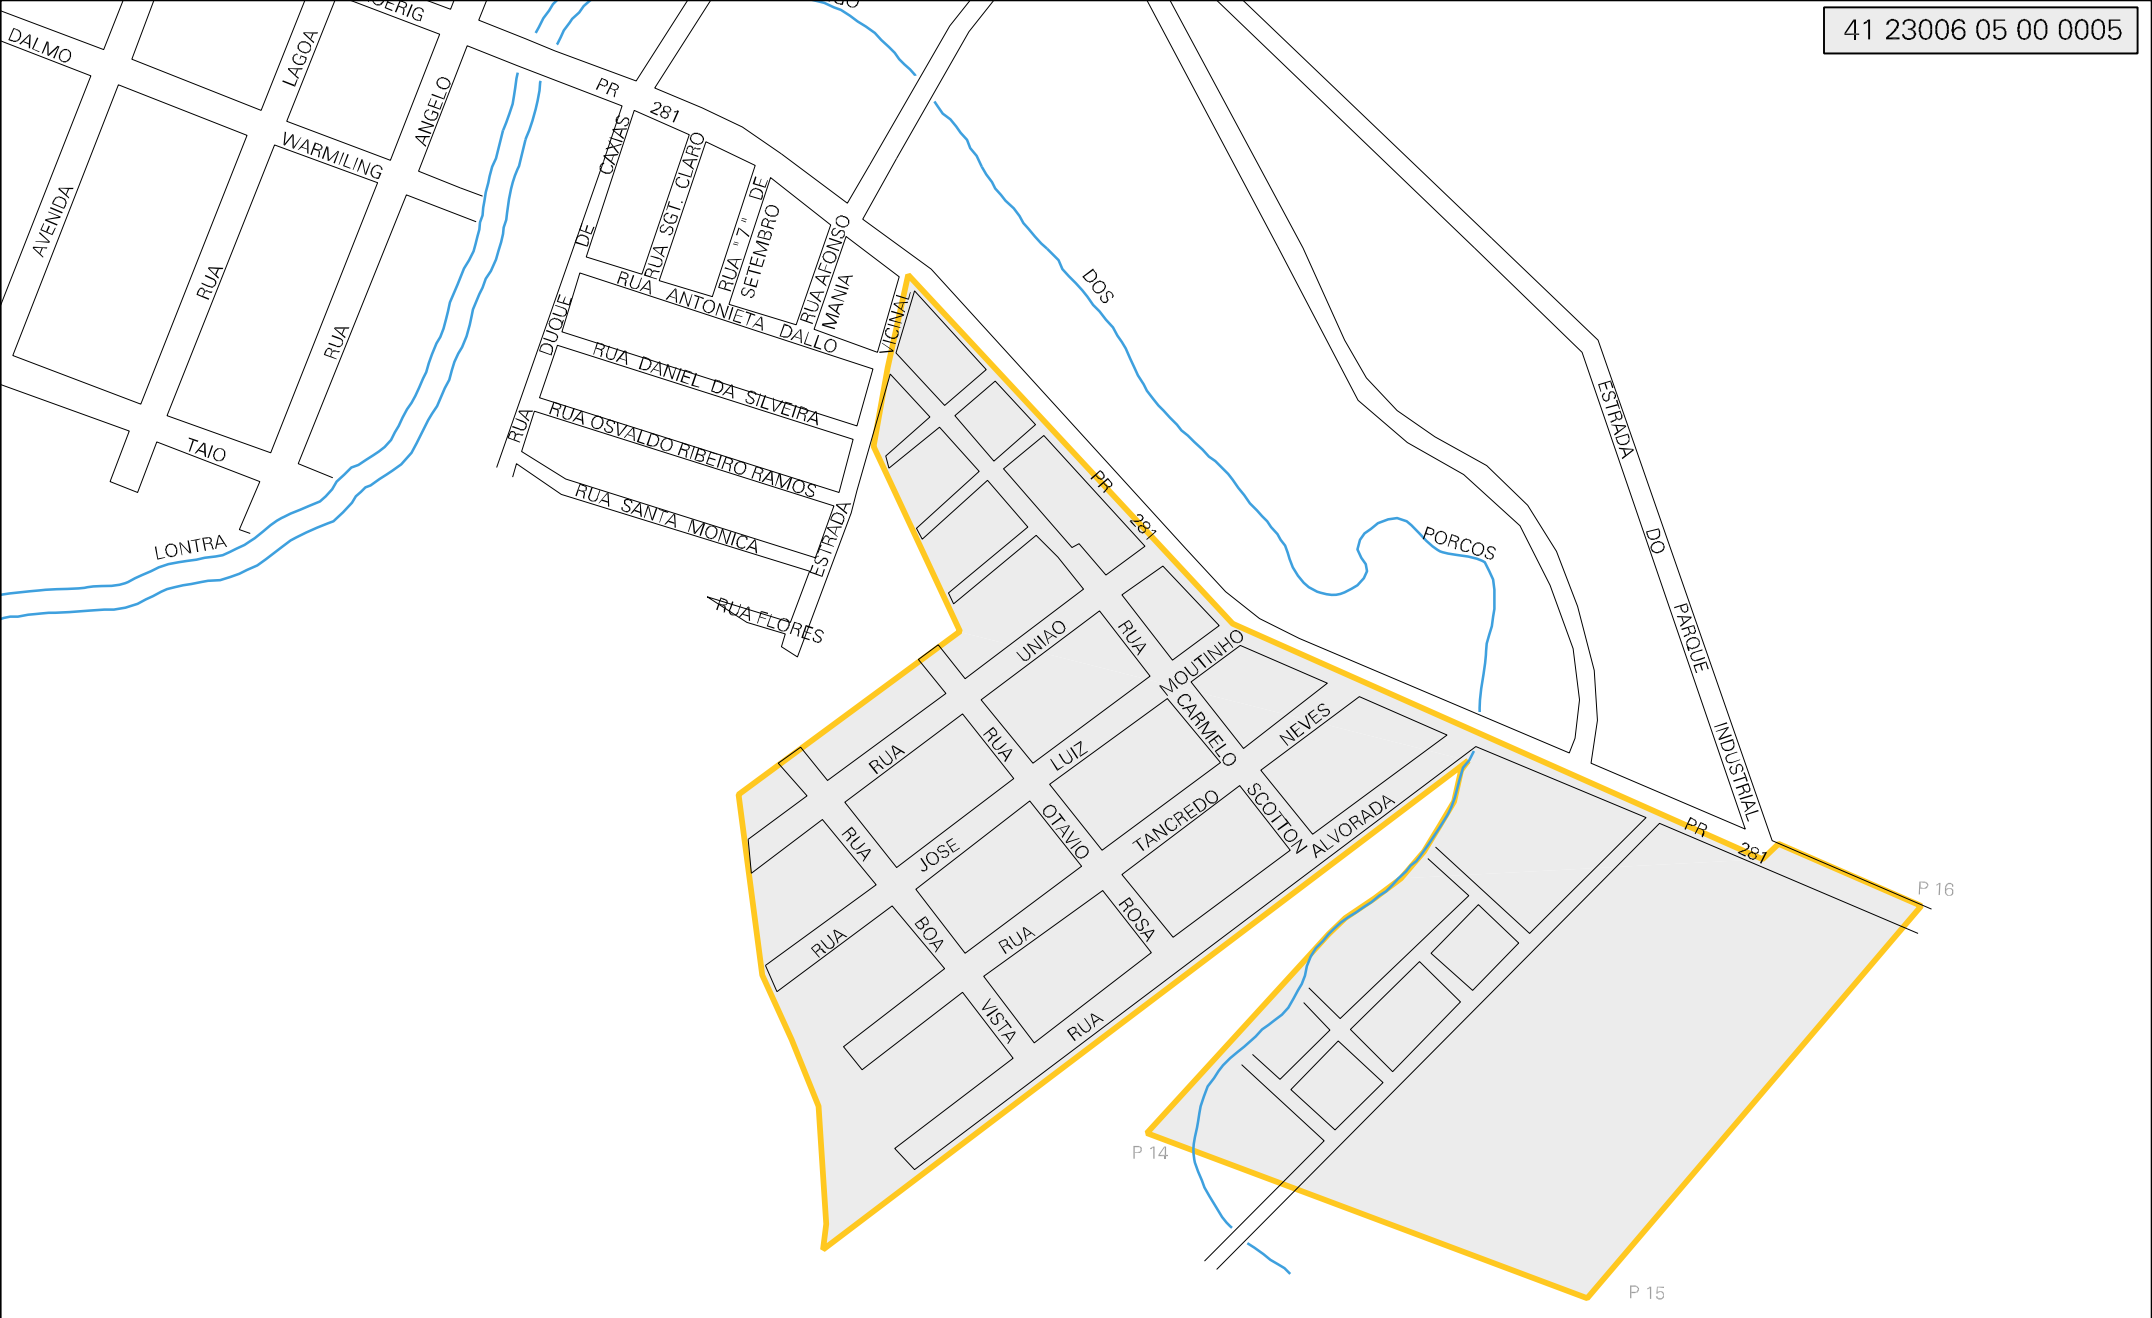 41 23006 05 00 0005
DALMO
LAGOA
ANGELO
WARMILING
AVENIDA
RUA
RUA
TAIO
LONTRA
PR 281
RUA DUQUE DE CAXIAS
RUA SGT. CLARO
RUA "7" DE
SETEMBRO
RUA AFONSO
MANIA
RUA ANTONIETA DALLO
RUA DANIEL DA SILVEIRA
RUA OSVALDO RIBEIRO RAMOS
RUA SANTA MONICA
RUA FLORES
ESTRADA VICINAL
DOS PORCOS
PR 281
ESTRADA DO PARQUE INDUSTRIAL
RUA UNIAO
RUA CARMELO SCOTTON
RUA JOSE LUIZ MOUTINHO
RUA OTAVIO ROSA
RUA TANCREDO NEVES
RUA BOA VISTA
RUA ALVORADA
PR 281
P 16
P 14
P 15